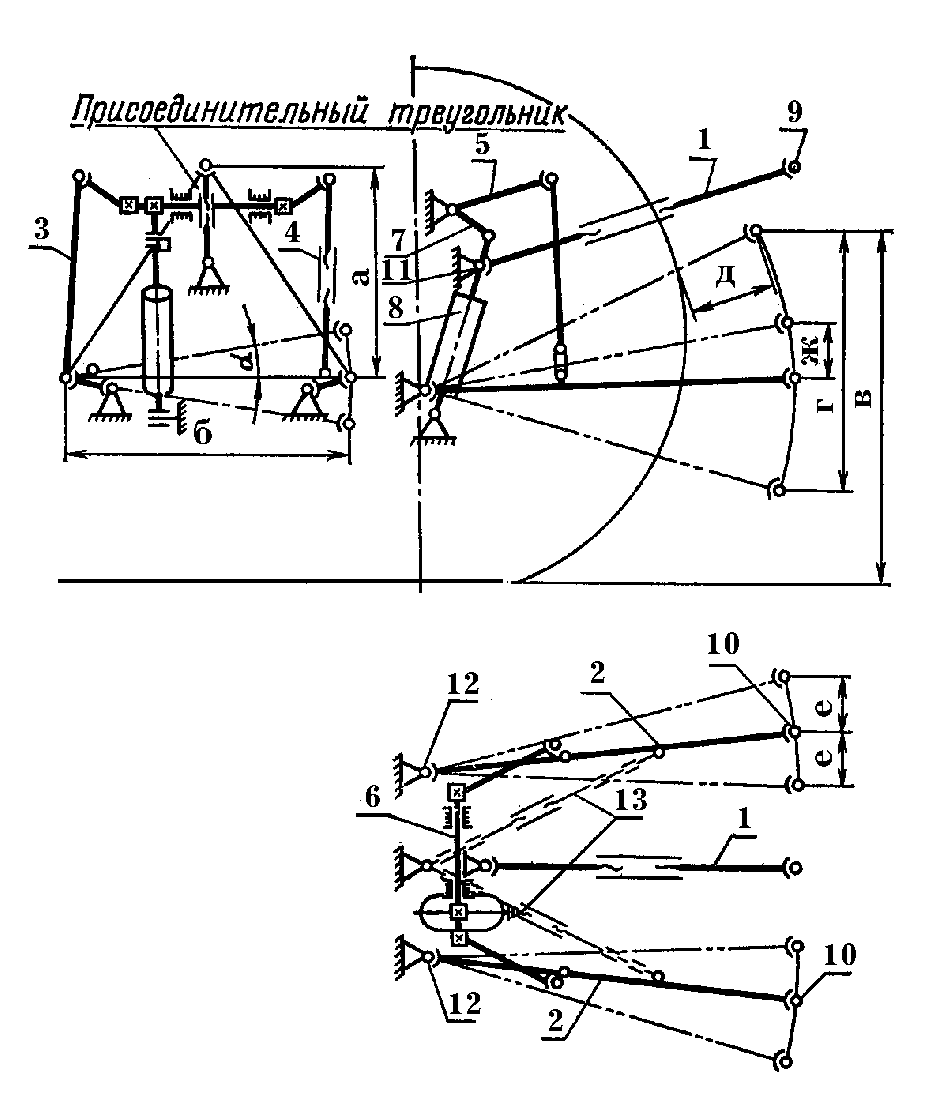 Присоединительный треугольник
9
1
5
3
4
7
11
8
а
д
ж
г
в
α
б
10
12
2
е
е
6
13
1
10
12
2